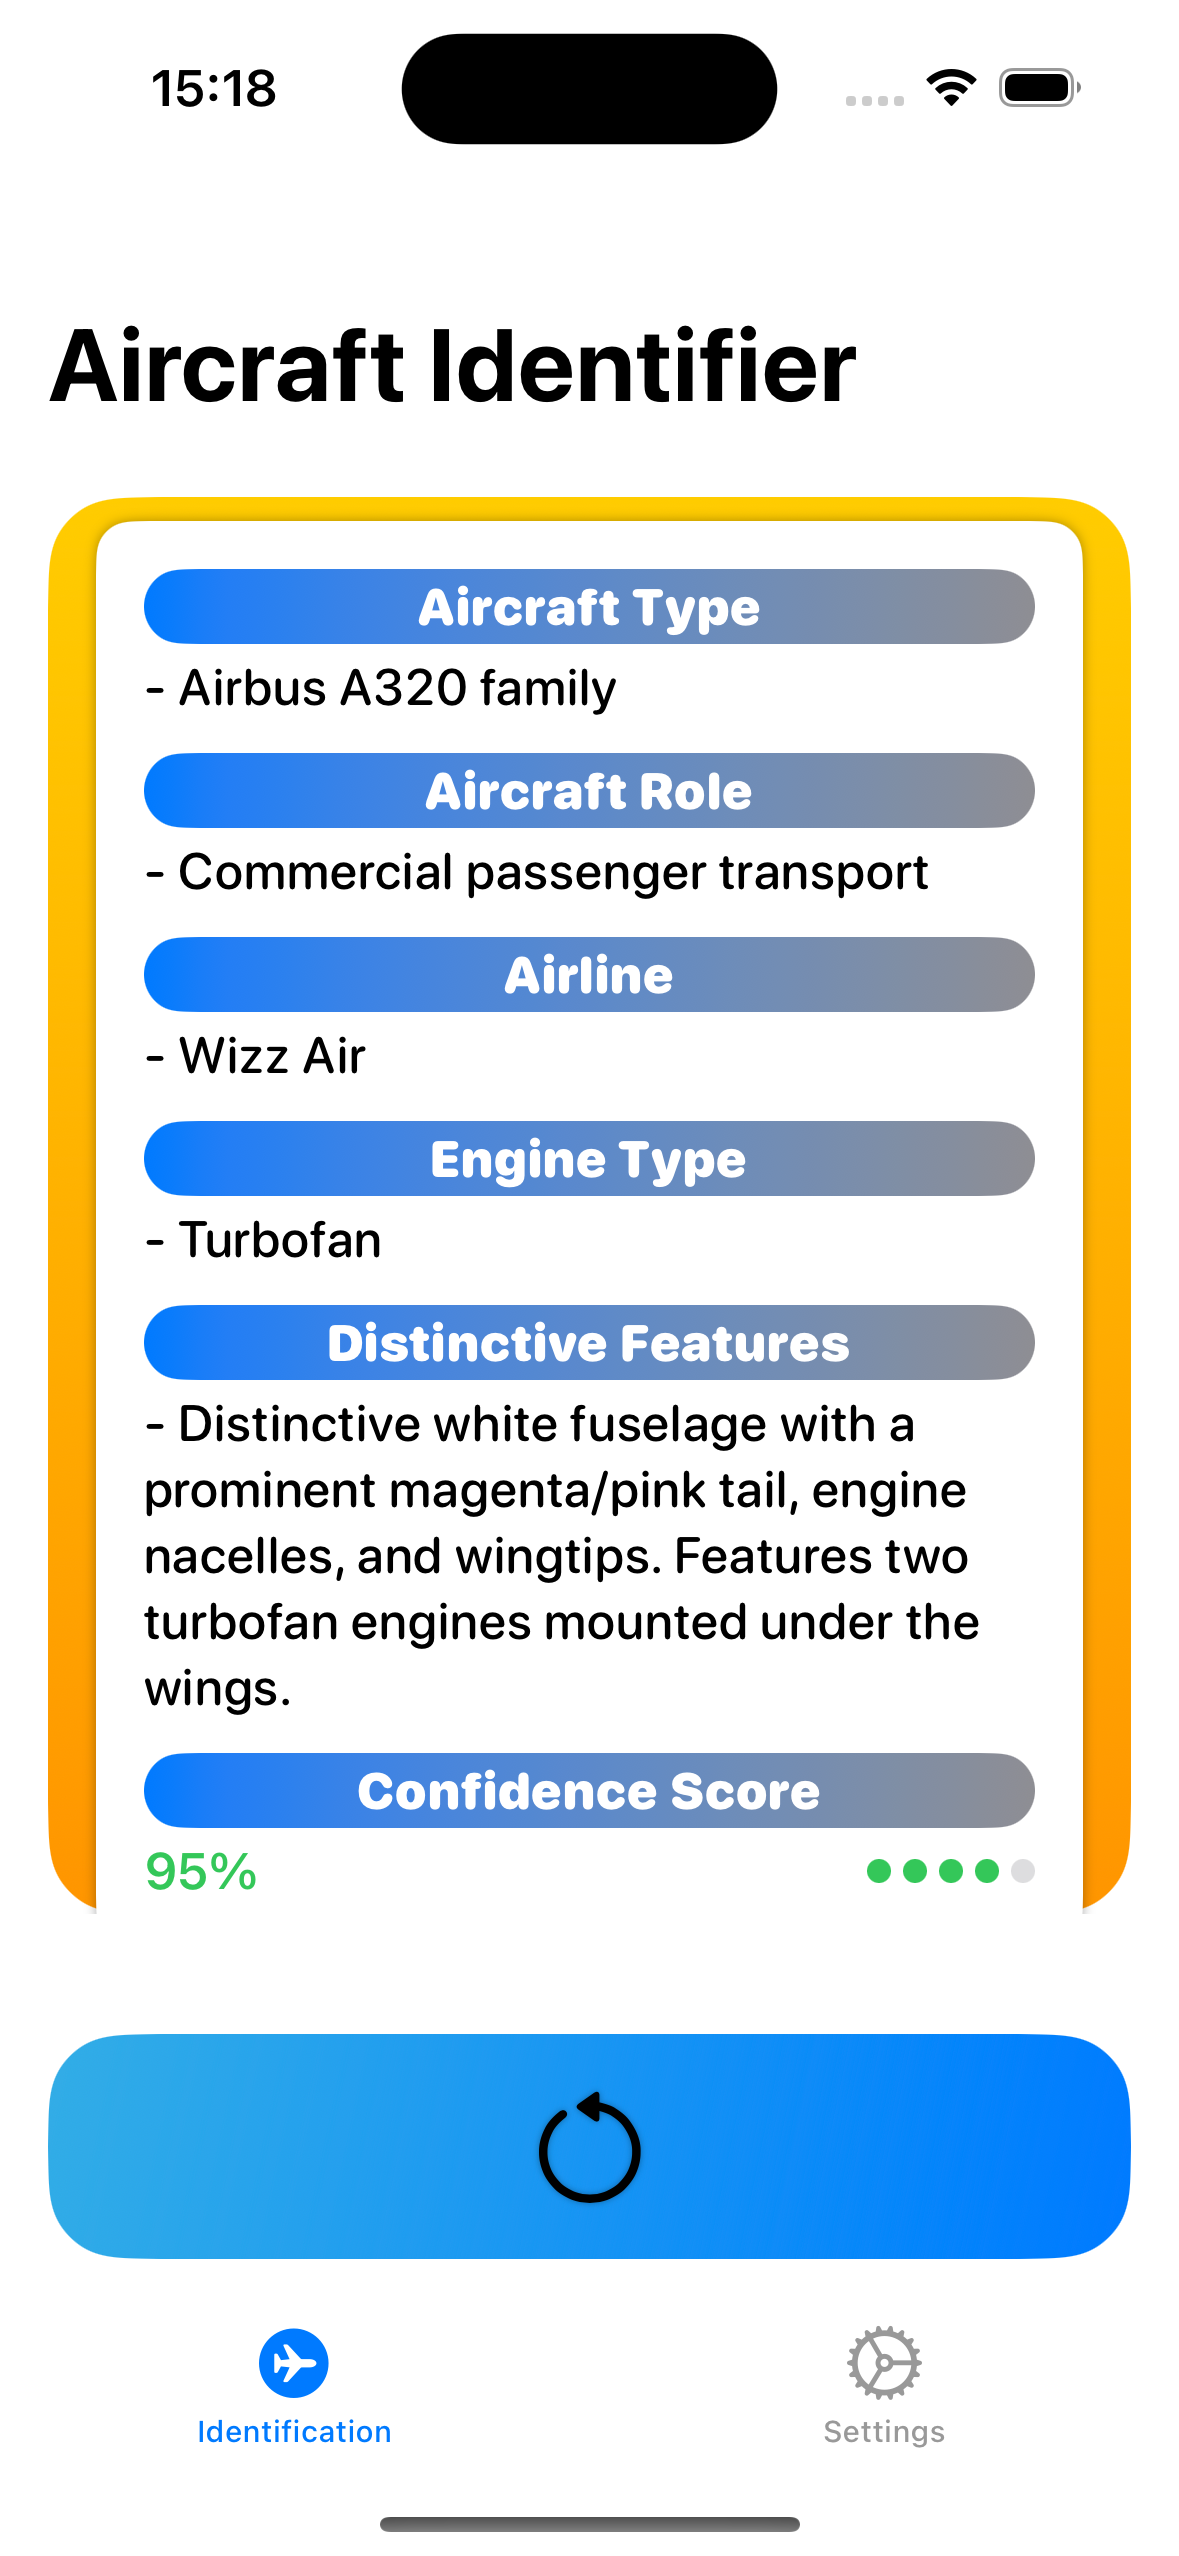 15:18
Aircraft Identifier
Aircraft Type
- Airbus A320 family
Aircraft Role
- Commercial passenger transport
Airline
- Wizz Air
Engine Type
- Turbofan
Distinctive Features
- Distinctive white fuselage with a
prominent magenta/pink tail, engine
nacelles, and wingtips. Features two
turbofan engines mounted under the
wings.
Confidence Score
95%
Identification
Settings